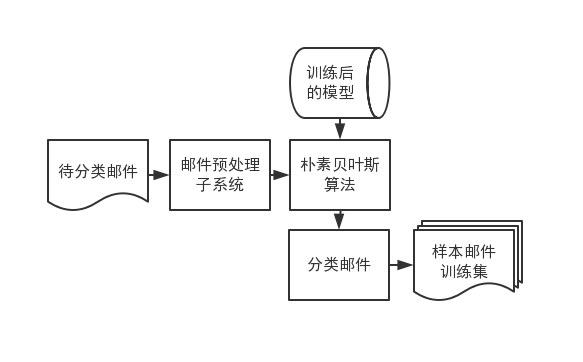 训练后
的模型
待分类邮件
邮件预处理
子系统
朴素贝叶斯
算法
分类邮件
样本邮件
训练集